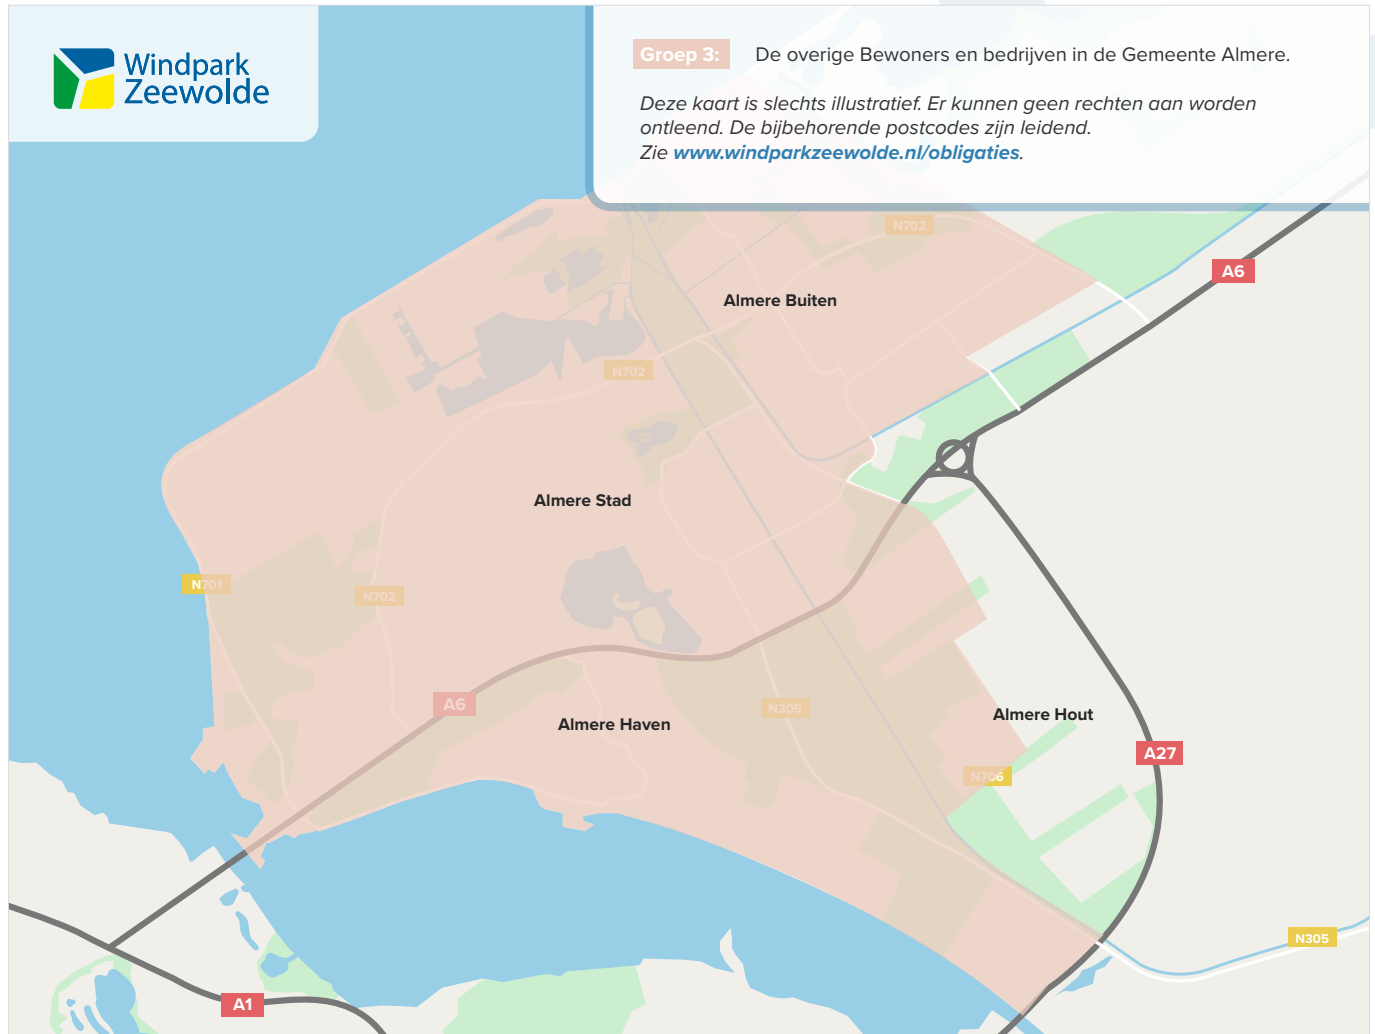 Windpark
Zeewolde
Groep 3: De overige Bewoners en bedrijven in de Gemeente Almere.
Deze kaart is slechts illustratief. Er kunnen geen rechten aan worden
ontleend. De bijbehorende postcodes zijn leidend.
Zie www.windparkzeewolde.nl/obligaties.
N702
A6
Almere Buiten
N702
Almere Stad
N701
N702
A6
N305
Almere Haven
Almere Hout
A27
N706
N305
A1